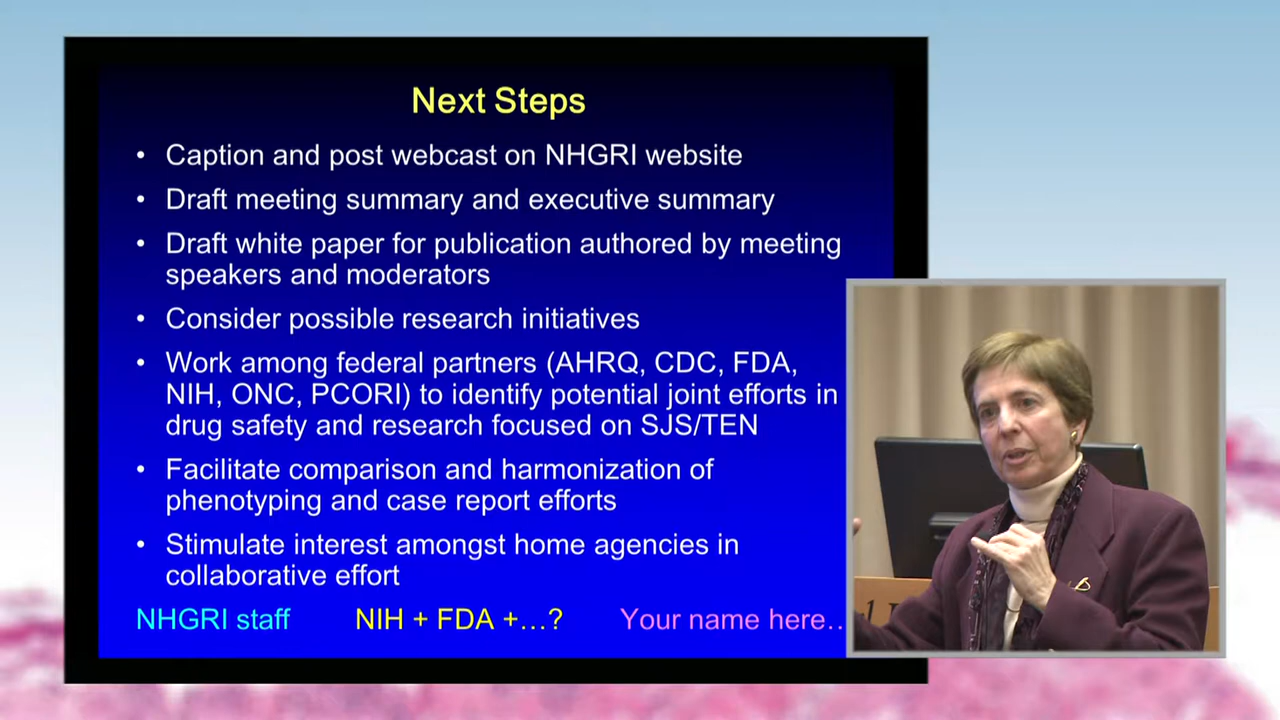 Next Steps
• Caption and post webcast on NHGRI website
• Draft meeting summary and executive summary
• Draft white paper for publication authored by meeting
speakers and moderators
• Consider possible research initiatives
• Work among federal partners (AHRQ, CDC, FDA,
NIH, ONC, PCORI) to identify potential joint efforts in
drug safety and research focused on SJS/TEN
• Facilitate comparison and harmonization of
phenotyping and case report efforts
• Stimulate interest amongst home agencies in
collaborative effort
NHGRI staff NIH + FDA +…? Your name here..